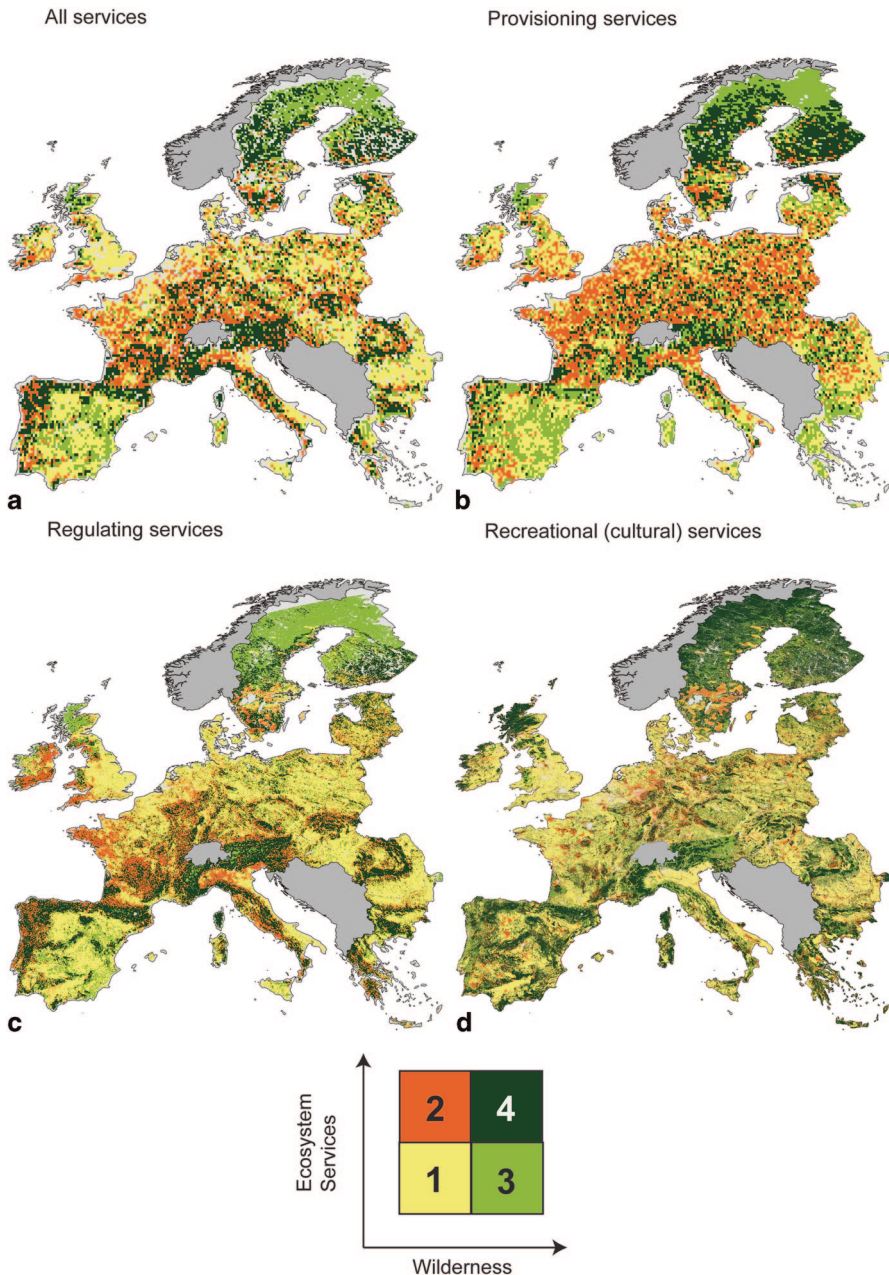 All services
Provisioning services
a
b
Regulating services
Recreational (cultural) services
c
d
Ecosystem
Services
2
4
1
3
Wilderness